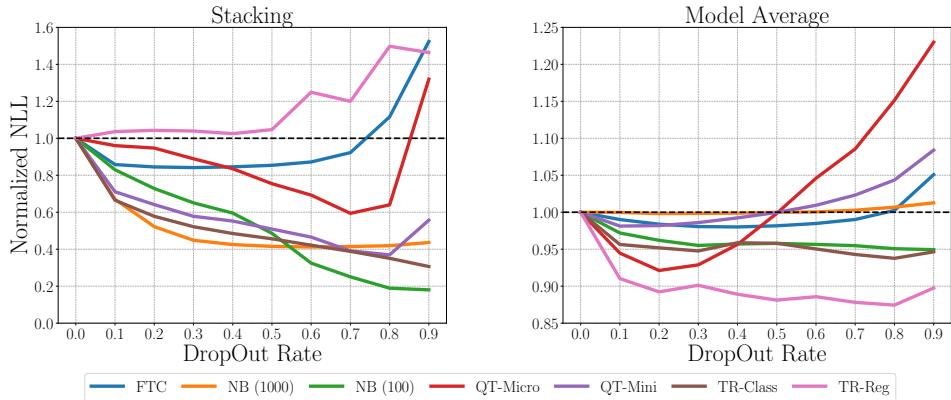 Stacking
Normalized NLL
1.6
1.4
1.2
1.0
0.8
0.6
0.4
0.2
0.0
0.0 0.1 0.2 0.3 0.4 0.5 0.6 0.7 0.8 0.9
DropOut Rate
Model Average
1.25
1.20
1.15
1.10
1.05
1.00
0.95
0.90
0.85
0.0 0.1 0.2 0.3 0.4 0.5 0.6 0.7 0.8 0.9
DropOut Rate
FTC NB (1000) NB (100) QT-Micro QT-Mini TR-Class TR-Reg